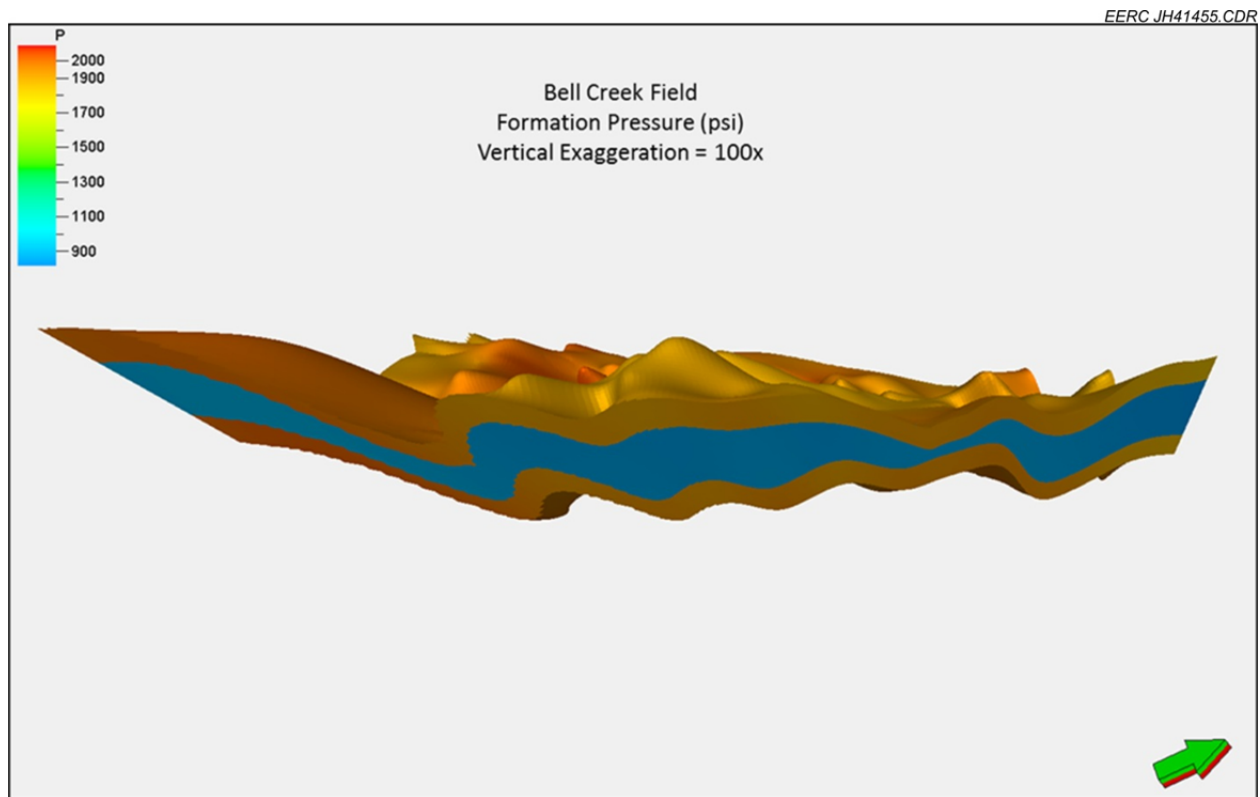 EERC JH41455.CDR
P
2000
1900
1700
1500
1300
1100
900
Bell Creek Field
Formation Pressure (psi)
Vertical Exaggeration = 100x